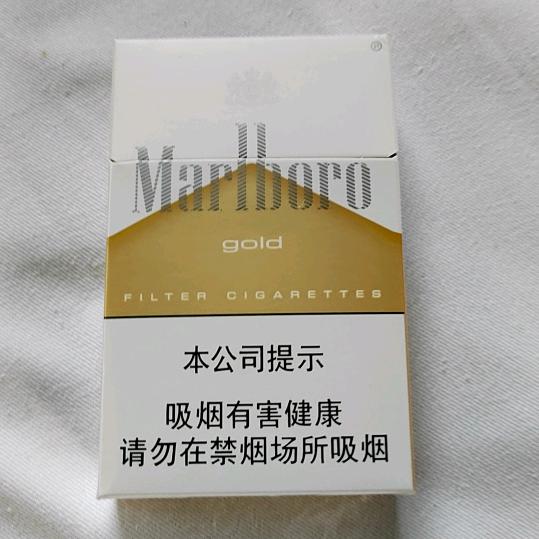 ®
Marlboro
gold
FILTER CIGARETTES
本公司提示
吸烟有害健康
请勿在禁烟场所吸烟